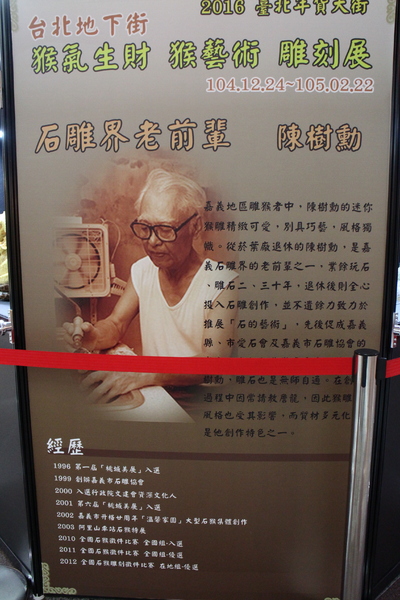 2016 臺北年貨大街
台北地下街
猴氣生財 猴藝術 雕刻展
104.12.24~105.02.22
石雕界老前輩 陳樹勳
嘉義地區雕猴者中，陳樹勳的迷你
猴雕精緻可愛，別具巧藝，風格獨
幟。從菸葉廠退休的陳樹勳，是嘉
義石雕界的老前輩之一，業餘玩石
、雕石二、三十年，退休後則全心
投入石雕創作，並不遺餘力致力於
推展「石的藝術」，先後促成嘉義
縣、市愛石會及嘉義市石雕協會的
勳，雕石也是無師自通。在創
過程中因常請教詹龍，因此猴雕
風格也受其影響，而質材多元化
是他創作特色之一。
經歷
1996 第一屆「桃城美展」入選
1999 創辦嘉義市石雕協會
2000 入選行政院文建會資深文化人
2001 第六屆「桃城美展」入選
2002 嘉義市升格廿周年「溫馨家園」大型石猴集體創作
2003 阿里山車站石猴特展
2010 全國石猴徵件比賽 全國組-入選
2011 全國石猴徵件比賽 全國組-優選
2012 全國石猴雕刻徵件比賽 在地組-優選